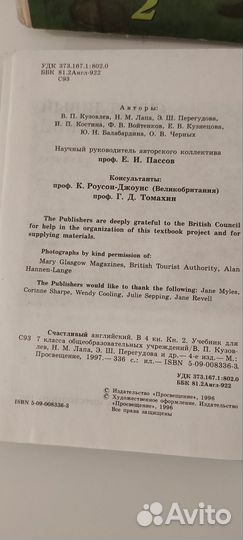 2
УДК 373.167.1:802.0
ББК 81.2Англ-922
С93
Авторы:
В. П. Кузовлев, Н. М. Лапа, Э. Ш. Перегудова,
И. П. Костина, Ф. В. Войтенков, Е. В. Кузнецова,
Ю. Н. Балабардина, О. В. Черных
Научный руководитель авторского коллектива
проф. Е. И. Пассов
Консультанты:
проф. К. Роусон-Джоунс (Великобритания)
проф. Г. Д. Томахин
The Publishers are deeply grateful to the British Council
for help in the organization of this textbook project and for
supplying materials.
Photographs by kind permission of:
Mary Glasgow Magazines, British Tourist Authority, Alan
Hannen-Lange
The Publishers would like to thank the following: Jane Myles,
Corinne Sharpe, Wendy Cooling, Julie Sepping, Jane Revell
Счастливый английский. В 4 кн. Кн. 2. Учебник для
С93 7 класса общеобразовательных учреждений/В. П. Кузов-
лев, Н. М. Лапа, Э. Ш. Перегудова и др.— 4-е изд.— М.:
Просвещение, 1997.— 336 с.: ил.— ISBN 5-09-008336-3.
УДК 373.167.1:802.0
ББК 81.2Англ-922
ISBN 5-09-008336-3
© Издательство «Просвещение», 1996
© Художественное оформление. Издательство
«Просвещение», 1996
Все права защищены
Avito